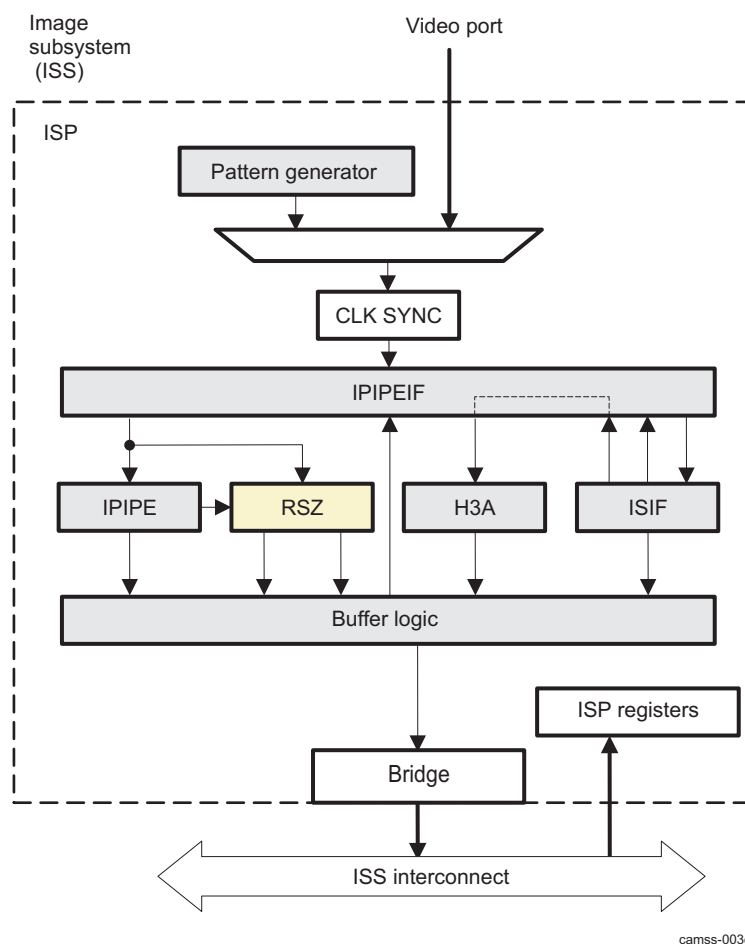 Image
subsystem
(ISS)
Video port
ISP
Pattern generator
CLK SYNC
IPIPEIF
IPIPE
RSZ
H3A
ISIF
Buffer logic
ISP registers
Bridge
ISS interconnect